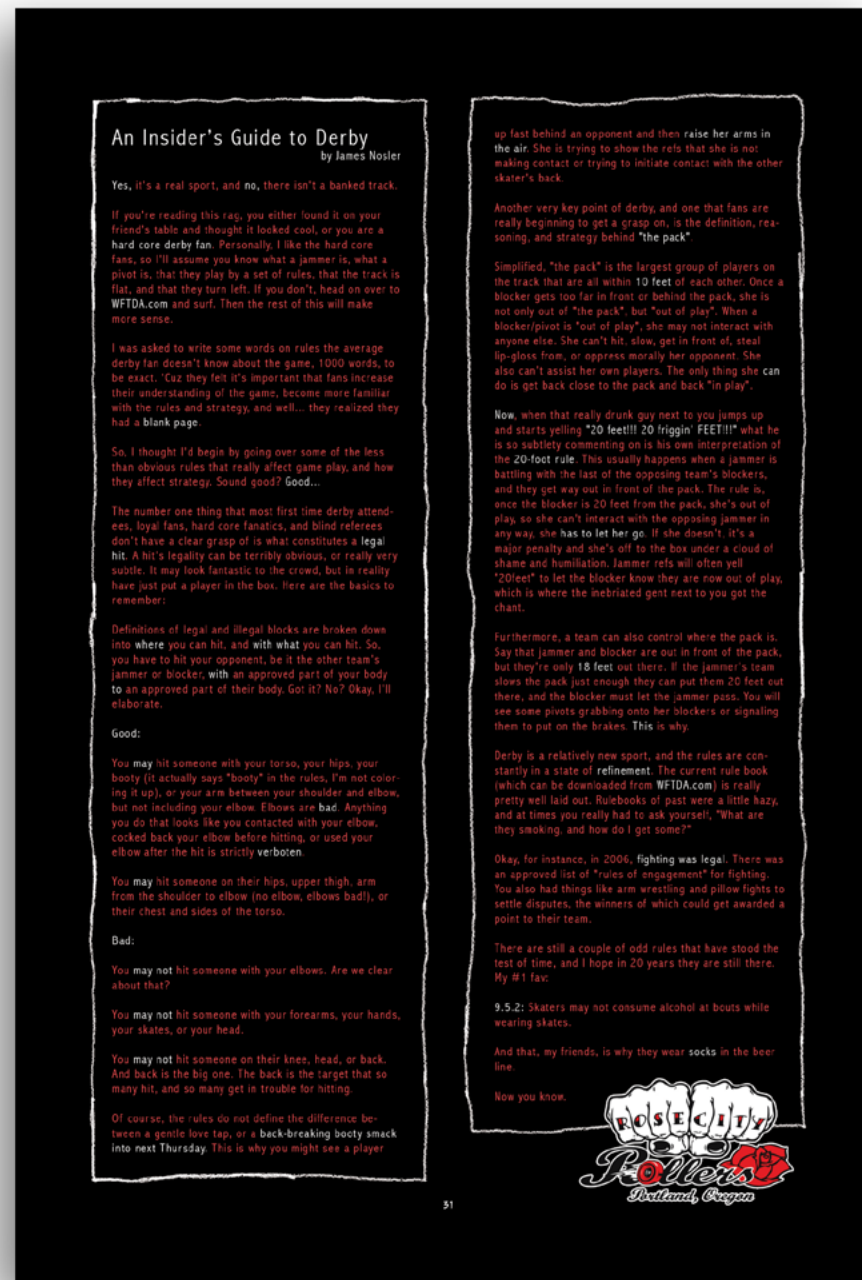 An Insider's Guide to Derby
by James Nosler
Yes, it's a real sport, and no, there isn't a banked track.
If you're reading this rag, you either found it on your
friend's table and thought it looked cool, or you are a
hard core derby fan. Personally, I like the hard core
fans, so I'll assume you know what a jammer is, what a
pivot is, that they play by a set of rules, that the track is
flat, and that they turn left. If you don't, head on over to
WFTDA.com and surf. Then the rest of this will make
more sense.
I was asked to write some words on rules the average
derby fan doesn't know about the game, 1000 words, to
be exact. 'Cuz they felt it's important that fans increase
their understanding of the game, become more familiar
with the rules and strategy, and well... they realized they
had a blank page.
So, I thought I'd begin by going over some of the less
than obvious rules that really affect game play, and how
they affect strategy. Sound good? Good...
The number one thing that most first time derby attend-
ees, loyal fans, hard core fanatics, and blind referees
don't have a clear grasp of is what constitutes a legal
hit. A hit's legality can be terribly obvious, or really very
subtle. It may look fantastic to the crowd, but in reality
have just put a player in the box. Here are the basics to
remember:
Definitions of legal and illegal blocks are broken down
into where you can hit, and with what you can hit. So,
you have to hit your opponent, be it the other team's
jammer or blocker, with an approved part of your body
to an approved part of their body. Got it? No? Okay, I'll
elaborate.
Good:
You may hit someone with your torso, your hips, your
booty (it actually says "booty" in the rules, I'm not color-
ing it up), or your arm between your shoulder and elbow,
but not including your elbow. Elbows are bad. Anything
you do that looks like you contacted with your elbow,
cocked back your elbow before hitting, or used your
elbow after the hit is strictly verboten.
You may hit someone on their hips, upper thigh, arm
from the shoulder to elbow (no elbow, elbows bad!), or
their chest and sides of the torso.
Bad:
You may not hit someone with your elbows. Are we clear
about that?
You may not hit someone with your forearms, your hands,
your skates, or your head.
You may not hit someone on their knee, head, or back.
And back is the big one. The back is the target that so
many hit, and so many get in trouble for hitting.
Of course, the rules do not define the difference be-
tween a gentle love tap, or a back-breaking booty smack
into next Thursday. This is why you might see a player
up fast behind an opponent and then raise her arms in
the air. She is trying to show the refs that she is not
making contact or trying to initiate contact with the other
skater's back.
Another very key point of derby, and one that fans are
really beginning to get a grasp on, is the definition, rea-
soning, and strategy behind "the pack".
Simplified, "the pack" is the largest group of players on
the track that are all within 10 feet of each other. Once a
blocker gets too far in front or behind the pack, she is
not only out of "the pack", but "out of play". When a
blocker/pivot is "out of play", she may not interact with
anyone else. She can't hit, slow, get in front of, steal
lip-gloss from, or oppress morally her opponent. She
also can't assist her own players. The only thing she can
do is get back close to the pack and back "in play".
Now, when that really drunk guy next to you jumps up
and starts yelling "20 feet!!! 20 friggin' FEET!!!" what he
is so subtlety commenting on is his own interpretation of
the 20-foot rule. This usually happens when a jammer is
battling with the last of the opposing team's blockers,
and they get way out in front of the pack. The rule is,
once the blocker is 20 feet from the pack, she's out of
play, so she can't interact with the opposing jammer in
any way, she has to let her go. If she doesn't, it's a
major penalty and she's off to the box under a cloud of
shame and humiliation. Jammer refs will often yell
"20feet" to let the blocker know they are now out of play,
which is where the inebriated gent next to you got the
chant.
Furthermore, a team can also control where the pack is.
Say that jammer and blocker are out in front of the pack,
but they're only 18 feet out there. If the jammer's team
slows the pack just enough they can put them 20 feet out
there, and the blocker must let the jammer pass. You will
see some pivots grabbing onto her blockers or signaling
them to put on the brakes. This is why.
Derby is a relatively new sport, and the rules are con-
stantly in a state of refinement. The current rule book
(which can be downloaded from WFTDA.com) is really
pretty well laid out. Rulebooks of past were a little hazy,
and at times you really had to ask yourself, "What are
they smoking, and how do I get some?"
Okay, for instance, in 2006, fighting was legal. There was
an approved list of "rules of engagement" for fighting.
You also had things like arm wrestling and pillow fights to
settle disputes, the winners of which could get awarded a
point to their team.
There are still a couple of odd rules that have stood the
test of time, and I hope in 20 years they are still there.
My #1 fav:
9.5.2: Skaters may not consume alcohol at bouts while
wearing skates.
And that, my friends, is why they wear socks in the beer
line.
Now you know.
ROSE CITY
Rollers
Portland, Oregon
31